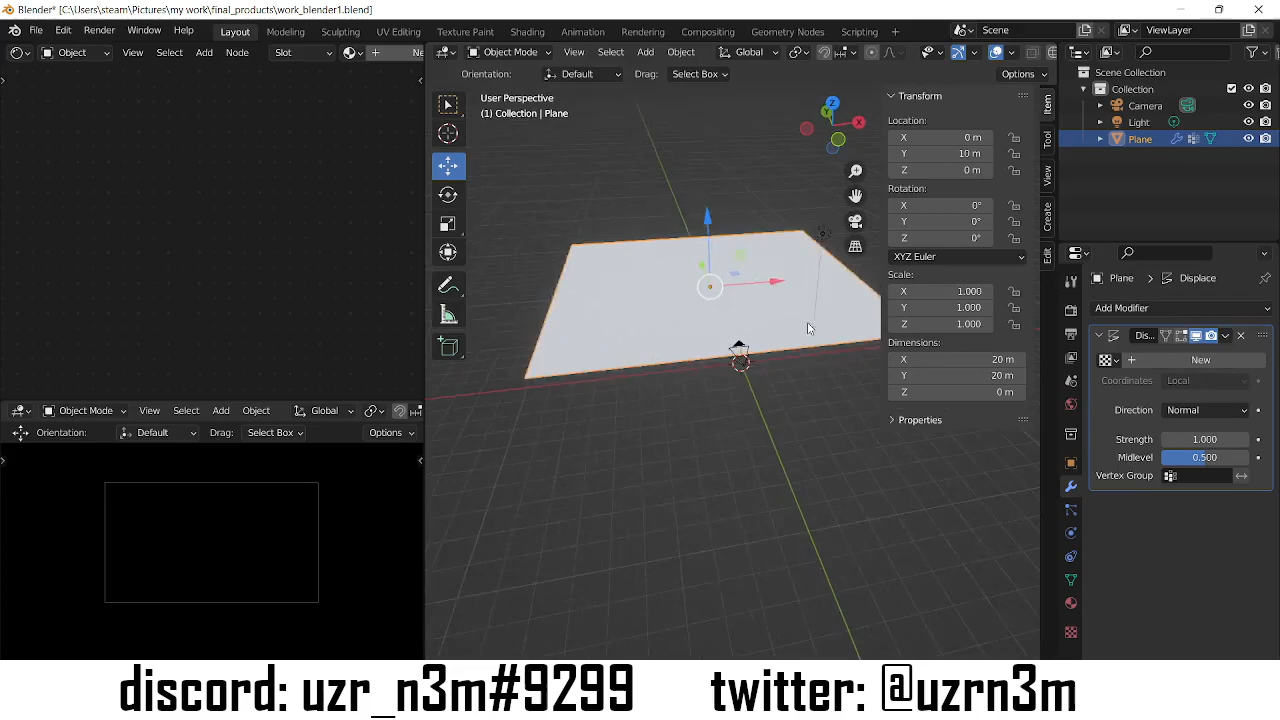 Blender* [C:\Users\steam\Pictures\my work\final_products\work_blender1.blend]
File Edit Render Window Help Layout Modeling Sculpting UV Editing Texture Paint Shading Animation Rendering Compositing Geometry Nodes Scripting + Scene ViewLayer
Object View Select Add Node Slot + Ne
Object Mode View Select Add Object Global
Orientation: Default Drag: Select Box Options
User Perspective
(1) Collection | Plane
Z
Y
X
Transform
Location:
X 0 m
Y 10 m
Z 0 m
Rotation:
X 0°
Y 0°
Z 0°
XYZ Euler
Scale:
X 1.000
Y 1.000
Z 1.000
Dimensions:
X 20 m
Y 20 m
Z 0 m
Properties
Item
Tool
View
Create
Edit
Scene Collection
Collection
Camera
Light
Plane
Plane > Displace
Add Modifier
Dis...
+ New
Coordinates Local
Direction Normal
Strength 1.000
Midlevel 0.500
Vertex Group
Object Mode View Select Add Object Global
Orientation: Default Drag: Select Box Options
discord: uzr_n3m#9299 twitter: @uzrn3m